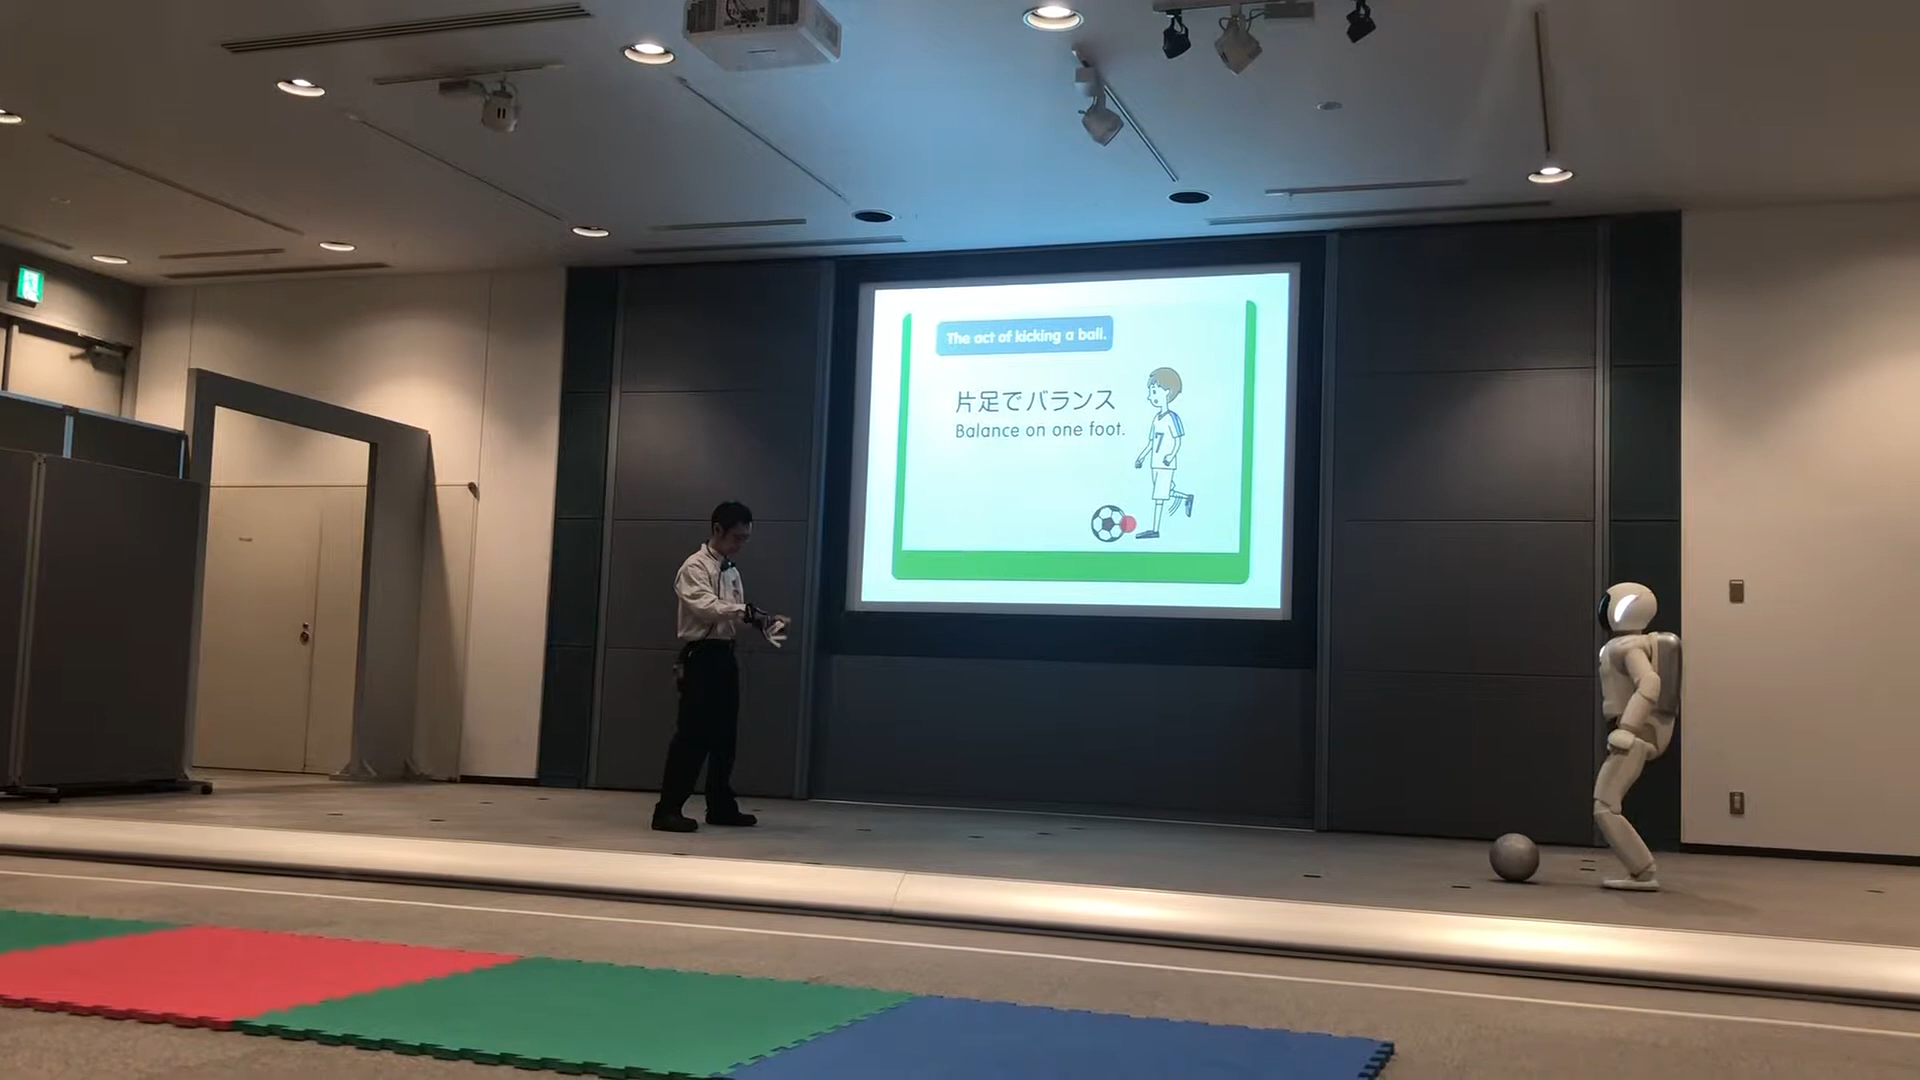 The act of kicking a ball.
片足でバランス
Balance on one foot.
7